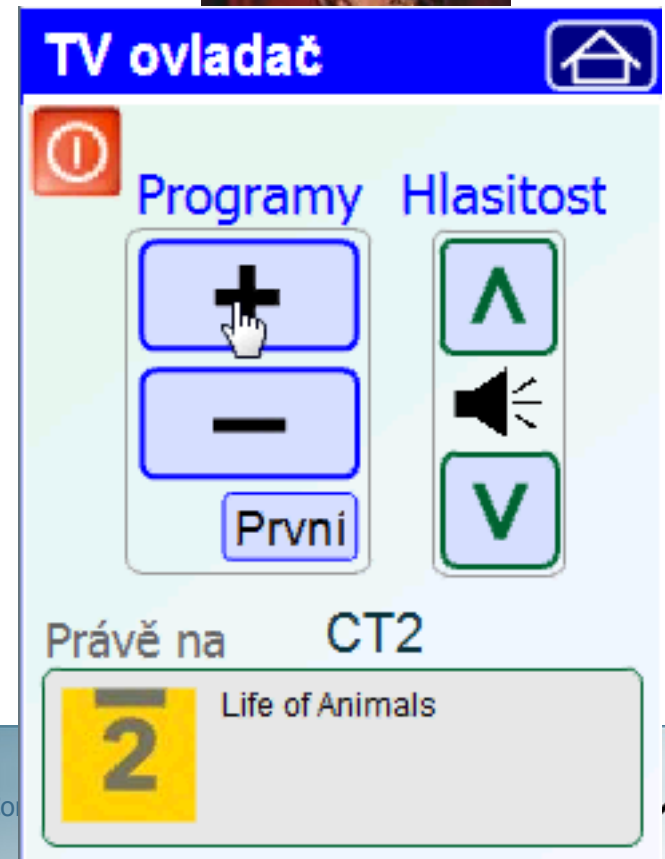 TV ovladač
Programy Hlasitost
První
Právě na CT2
2 Life of Animals